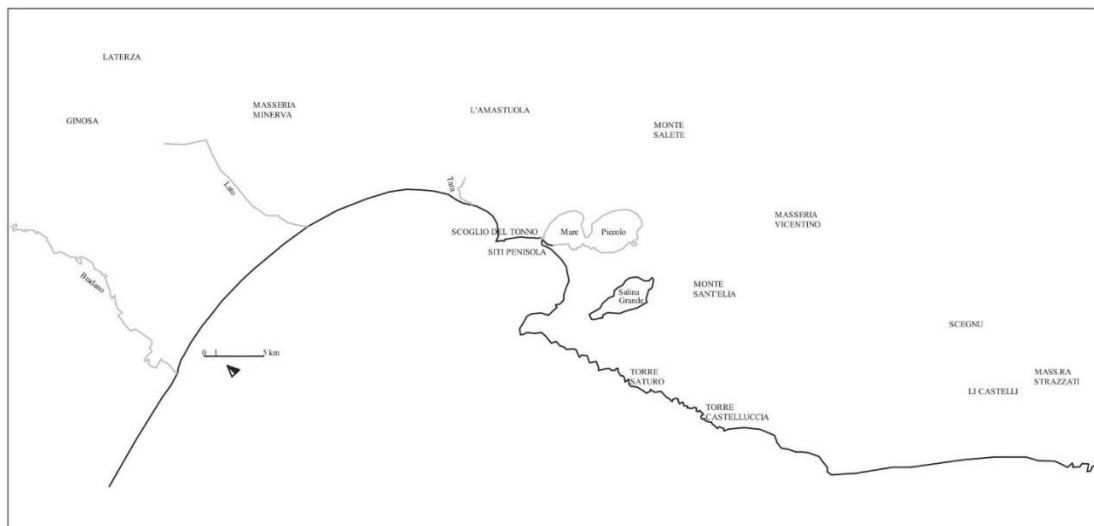 LATERZA
GINOSA
MASSERIA
MINERVA
L'AMASTUOLA
MONTE
SALETE
Lato
Tara
MASSERIA
VICENTINO
SCOGLIO DEL TONNO
Mare
Piccolo
SITI PENISOLA
Bradano
Salina
Grande
MONTE
SANT'ELIA
SCEGNU
0 1 5 km
TORRE
SATURO
MASS.RA
STRAZZATI
LI CASTELLI
TORRE
CASTELLUCCIA